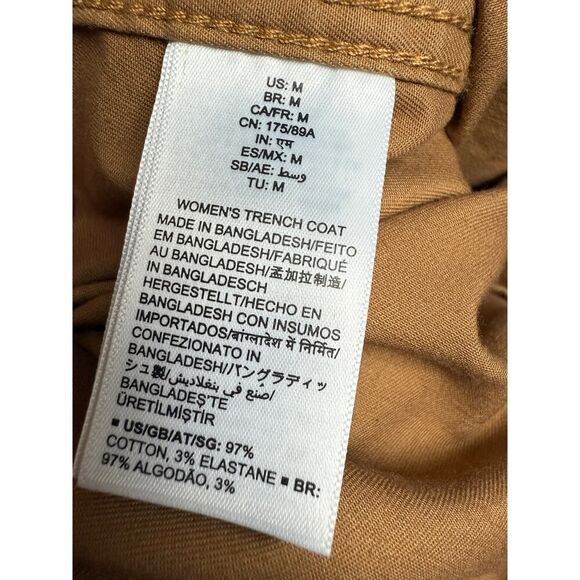 US: M
BR: M
CA/FR: M
CN: 175/89A
IN: एम
ES/MX: M
SB/AE: وسط
TU: M
WOMEN'S TRENCH COAT
MADE IN BANGLADESH/FEITO
EM BANGLADESH/FABRIQUÉ
AU BANGLADESH/孟加拉制造/
IN BANGLADESCH
HERGESTELLT/HECHO EN
BANGLADESH CON INSUMOS
IMPORTADOS/बांग्लादेश में निर्मित/
CONFEZIONATO IN
BANGLADESH/バングラディッ
シュ製/صنع في بنغلاديش/
BANGLADEŞ'TE
ÜRETİLMİŞTİR
■ US/GB/AT/SG: 97%
COTTON, 3% ELASTANE ■ BR:
97% ALGODÃO, 3%